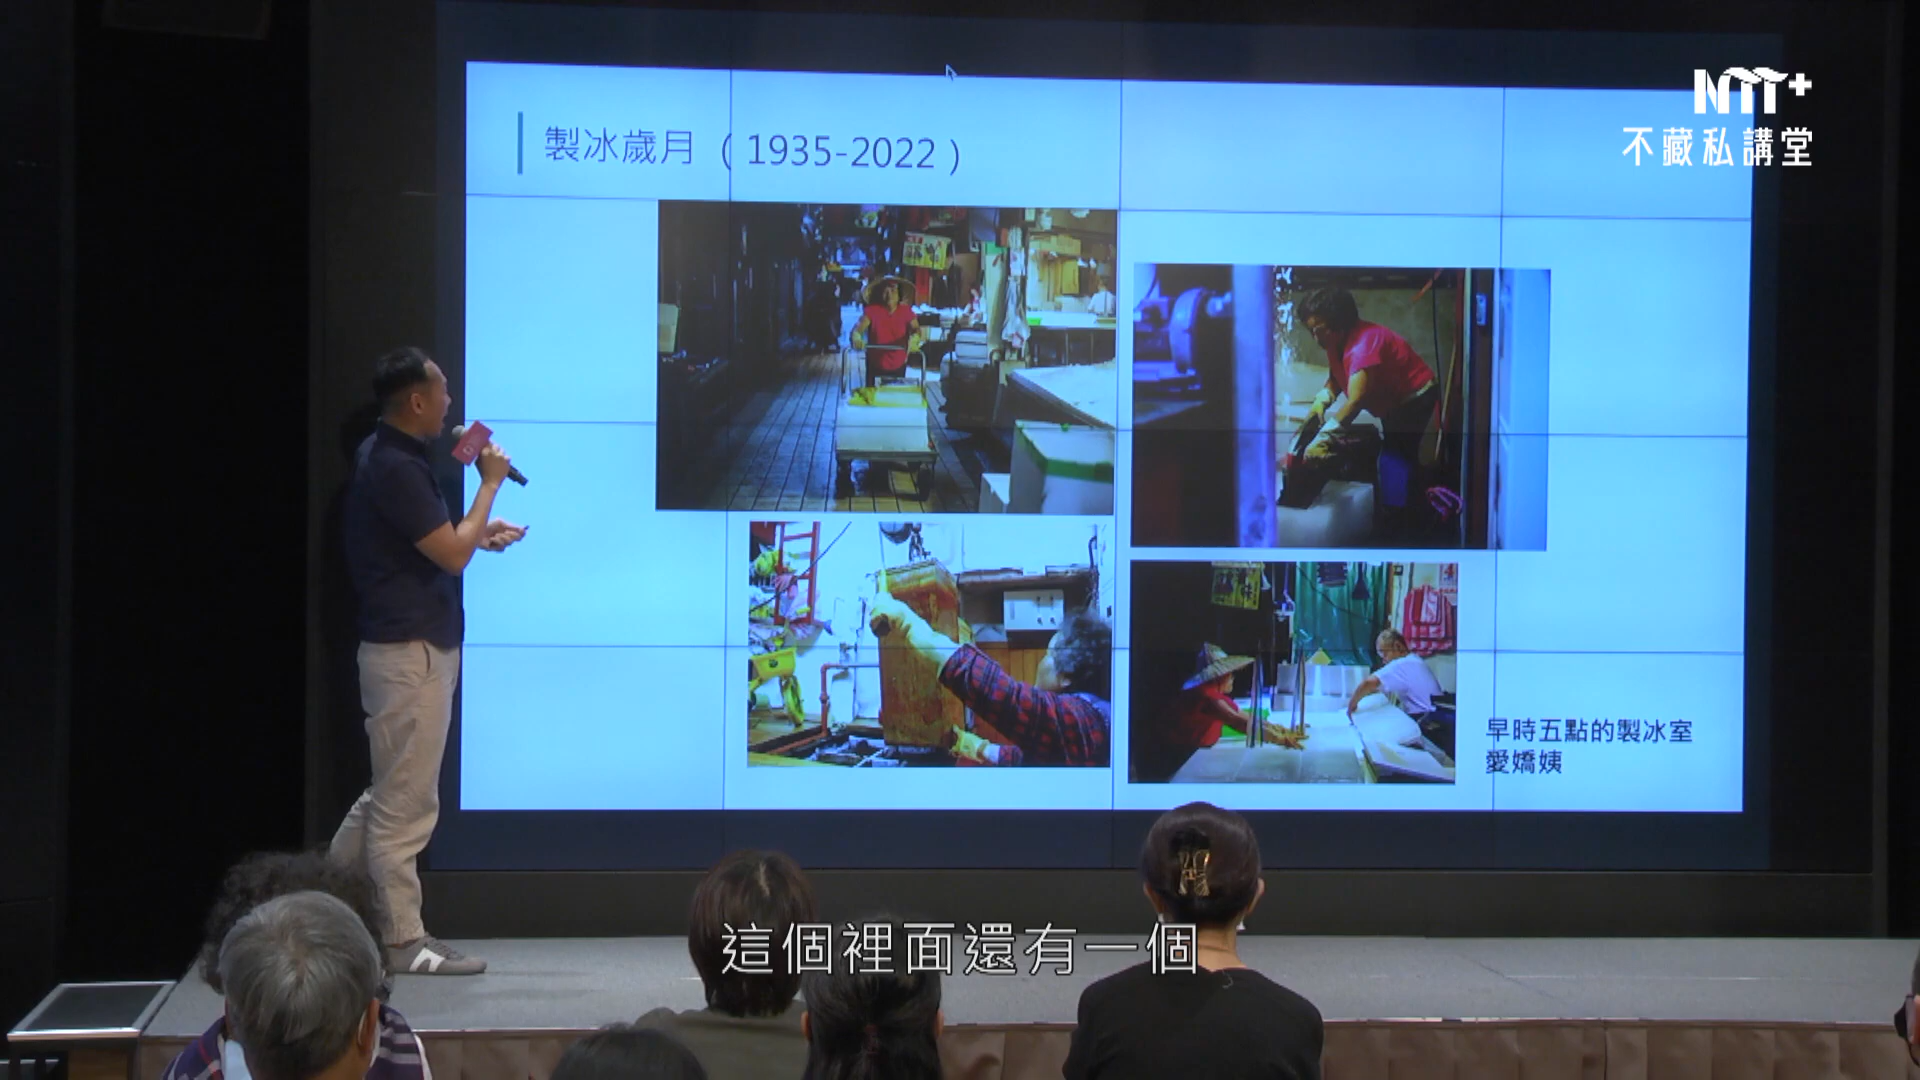 NTT+
不藏私講堂
製冰歲月（1935-2022）
早時五點的製冰室
愛嬌姨
這個裡面還有一個